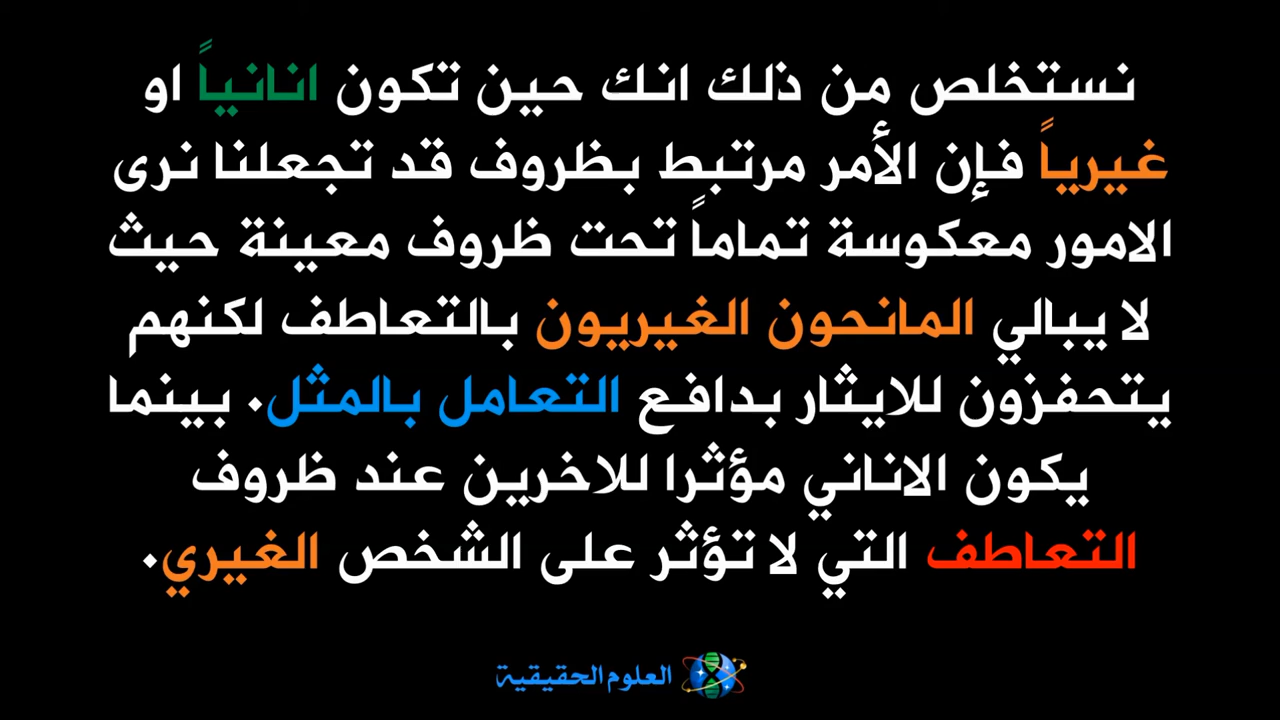 نستخلص من ذلك انك حين تكون انانياً او
غيرياً فإن الأمر مرتبط بظروف قد تجعلنا نرى
الامور معكوسة تماماً تحت ظروف معينة حيث
لا يبالي المانحون الغيريون بالتعاطف لكنهم
يتحفزون للايثار بدافع التعامل بالمثل. بينما
يكون الاناني مؤثرا للاخرين عند ظروف
التعاطف التي لا تؤثر على الشخص الغيري.
العلوم الحقيقية